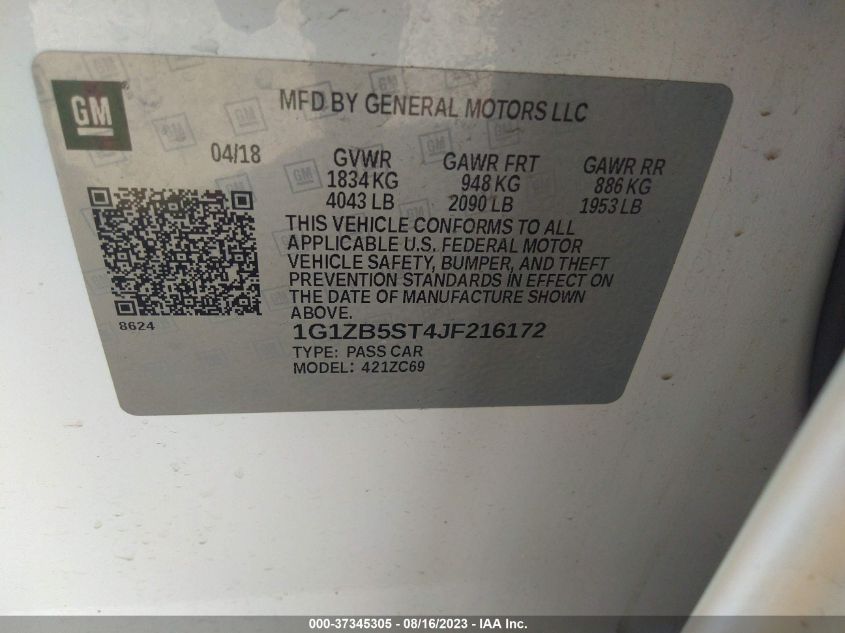 GM
MFD BY GENERAL MOTORS LLC
04/18 GVWR GAWR FRT GAWR RR
1834 KG 948 KG 886 KG
4043 LB 2090 LB 1953 LB
THIS VEHICLE CONFORMS TO ALL
APPLICABLE U.S. FEDERAL MOTOR
VEHICLE SAFETY, BUMPER, AND THEFT
PREVENTION STANDARDS IN EFFECT ON
THE DATE OF MANUFACTURE SHOWN
ABOVE.
8624
1G1ZB5ST4JF216172
TYPE: PASS CAR
MODEL: 421ZC69
000-37345305 - 08/16/2023 - IAA Inc.